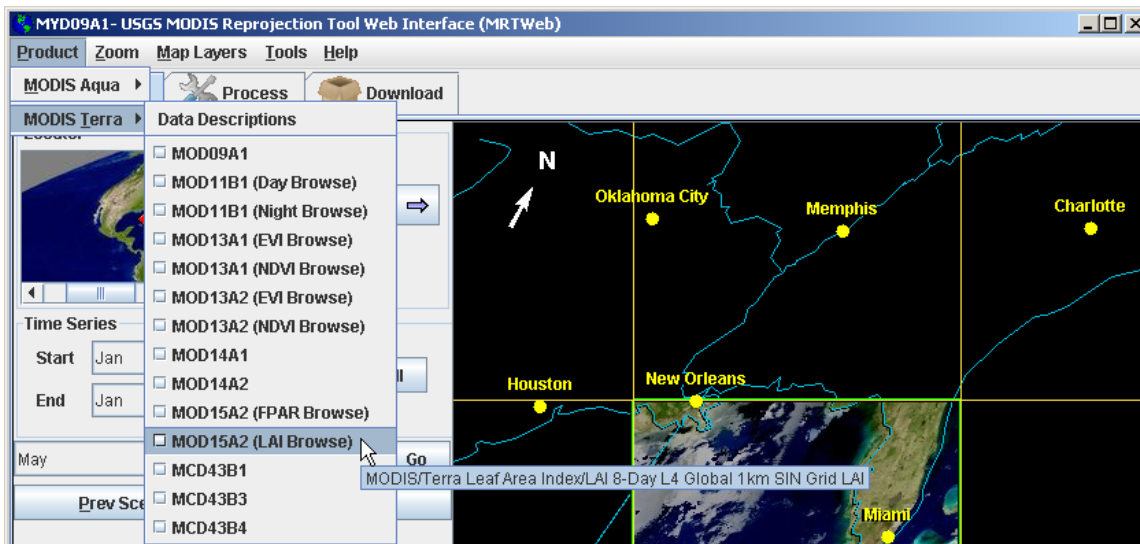 MYD09A1- USGS MODIS Reprojection Tool Web Interface (MRTWeb)
Product Zoom Map Layers Tools Help
MODIS Aqua
Process
Download
MODIS Terra
Data Descriptions
MOD09A1
MOD11B1 (Day Browse)
MOD11B1 (Night Browse)
MOD13A1 (EVI Browse)
MOD13A1 (NDVI Browse)
MOD13A2 (EVI Browse)
MOD13A2 (NDVI Browse)
MOD14A1
MOD14A2
MOD15A2 (FPAR Browse)
MOD15A2 (LAI Browse)
MCD43B1
MCD43B3
MCD43B4
MODIS/Terra Leaf Area Index/LAI 8-Day L4 Global 1km SIN Grid LAI
Time Series
Start Jan
End Jan
May
Go
Prev Sce
N
Oklahoma City
Memphis
Charlotte
Houston
New Orleans
Miami